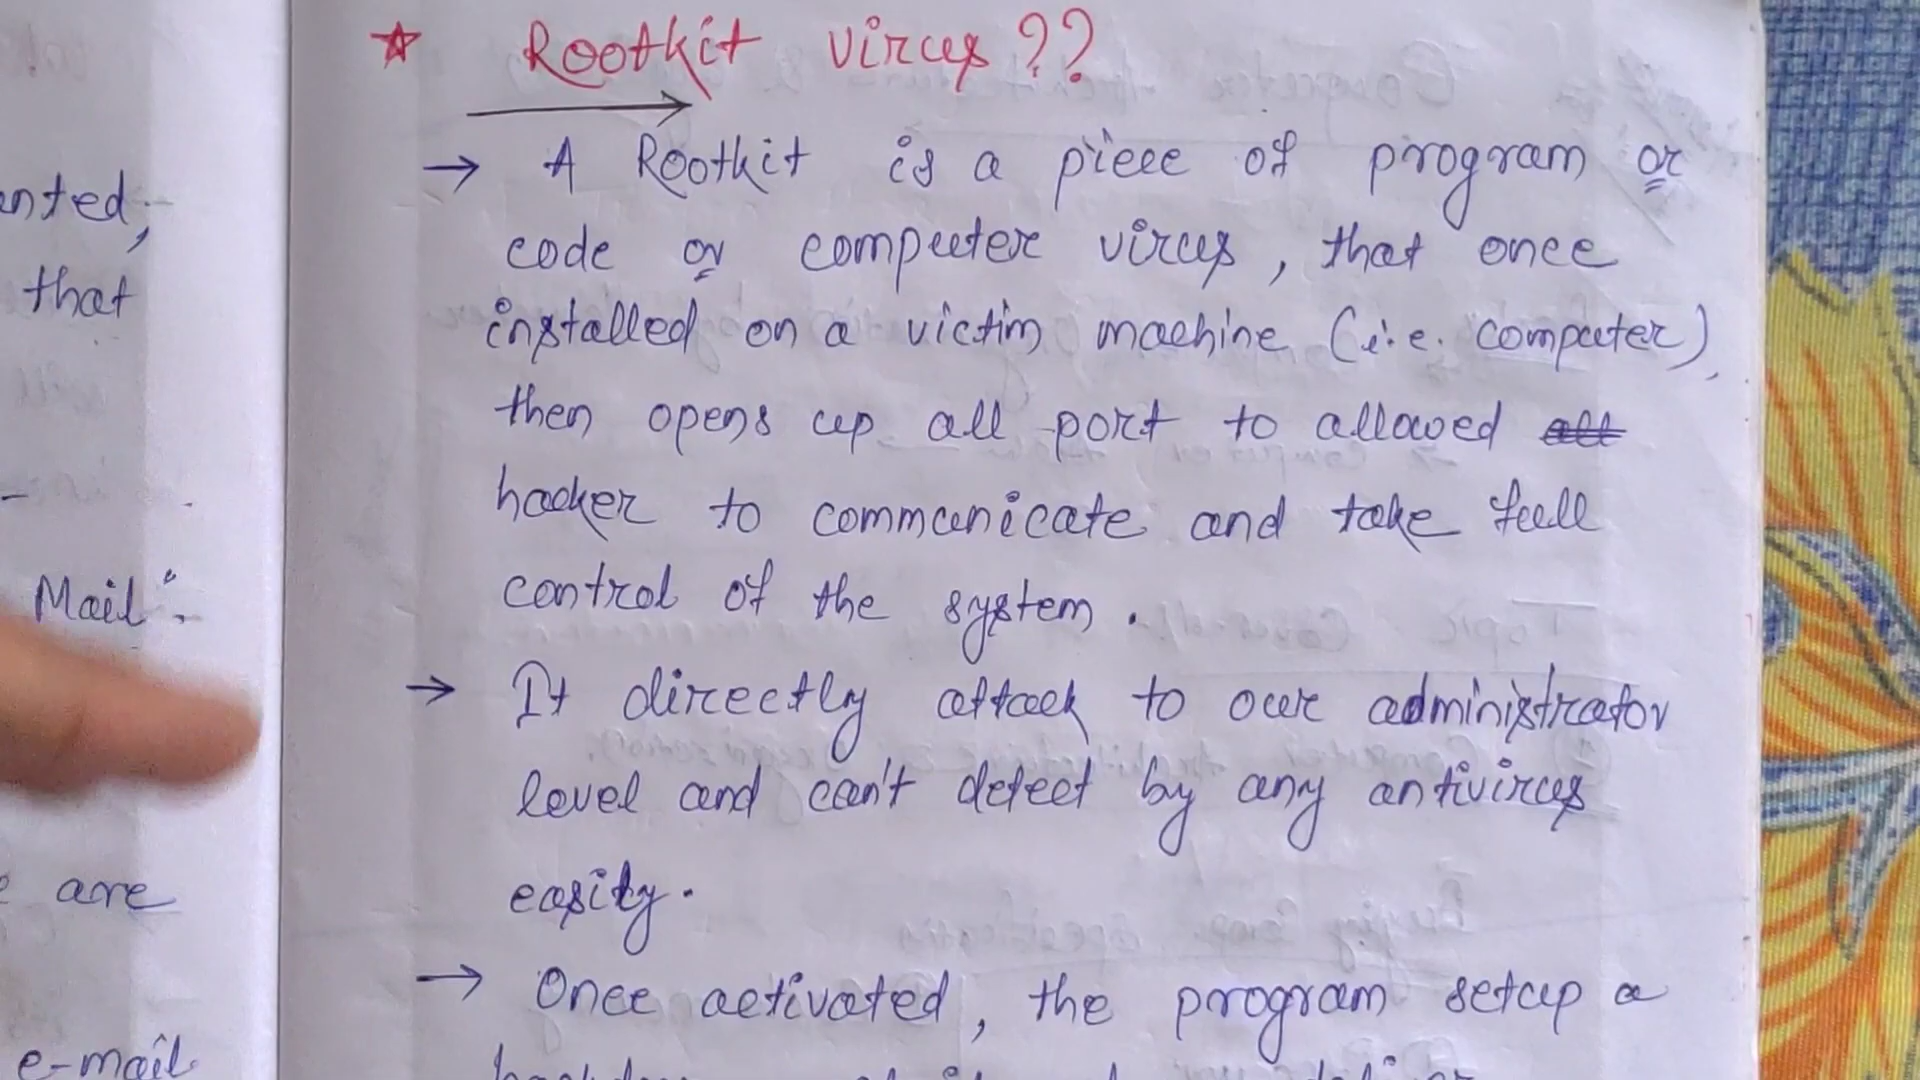 ented,
that
Mail".
are
e-mail
☆ Rootkit virus??
→ A Rootkit is a piece of program or
code or computer virus, that once
installed on a victim machine (i.e. computer),
then opens up all port to allowed all
hacker to communicate and take full
control of the system.
→ It directly attack to our administrator
level and can't detect by any antivirus
easily.
→ Once activated, the program setup a